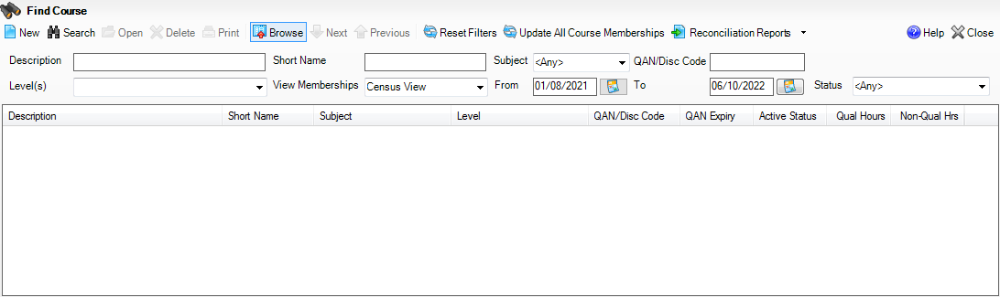 Find Course
New Search Open Delete Print Browse Next Previous Reset Filters Update All Course Memberships Reconciliation Reports Help Close
Description Short Name Subject <Any> QAN/Disc Code
Level(s) View Memberships Census View From 01/08/2021 To 06/10/2022 Status <Any>
Description Short Name Subject Level QAN/Disc Code QAN Expiry Active Status Qual Hours Non-Qual Hrs